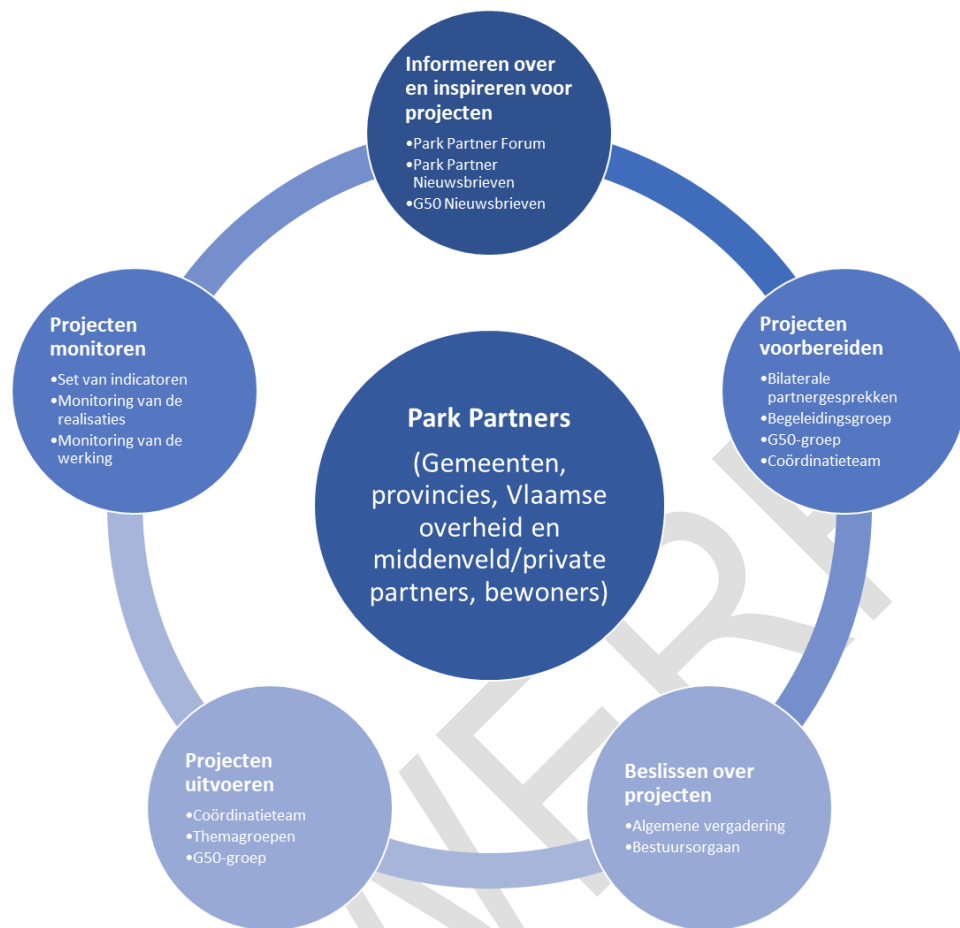 Informeren over
en inspireren voor
projecten
•Park Partner Forum
•Park Partner
Nieuwsbrieven
•G50 Nieuwsbrieven
Projecten
voorbereiden
•Bilaterale
partnergesprekken
•Begeleidingsgroep
•G50-groep
•Coördinatieteam
Beslissen over
projecten
•Algemene vergadering
•Bestuursorgaan
Projecten
uitvoeren
•Coördinatieteam
•Themagroepen
•G50-groep
Projecten
monitoren
•Set van indicatoren
•Monitoring van de
realisaties
•Monitoring van de
werking
Park Partners
(Gemeenten,
provincies, Vlaamse
overheid en
middenveld/private
partners, bewoners)